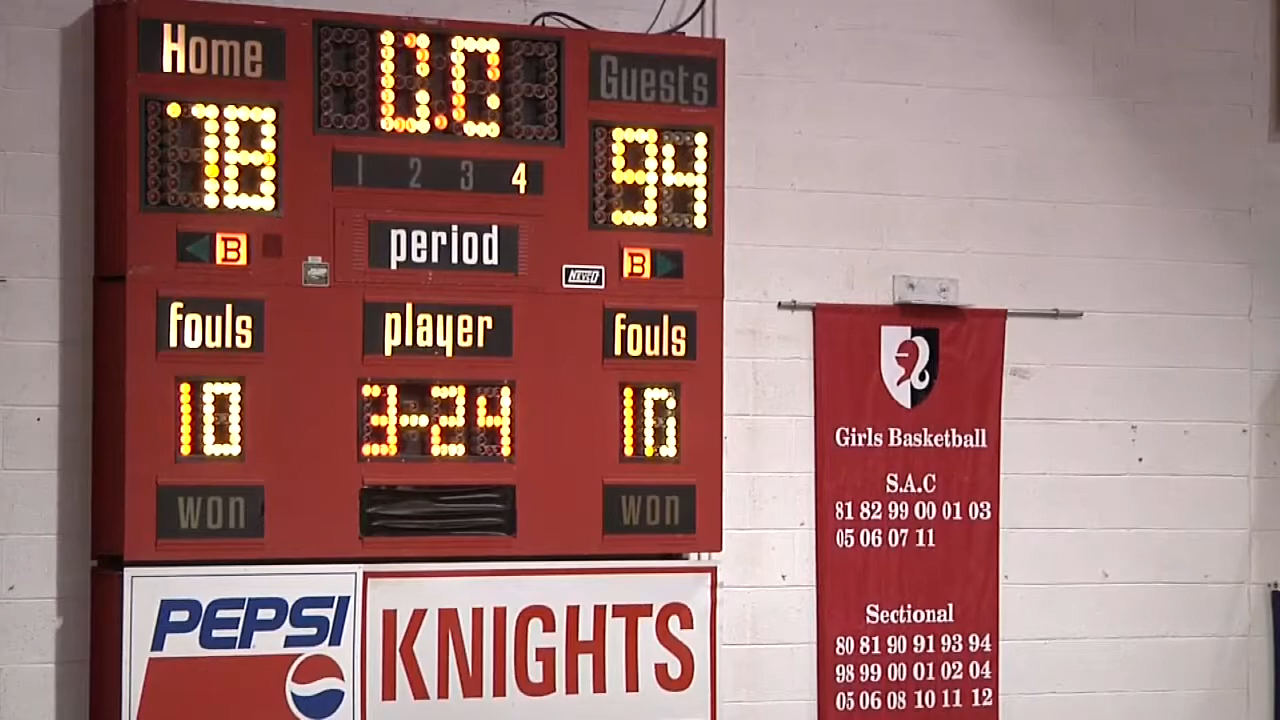 Home
0.0
Guests
78
1 2 3 4
94
B
period
B
fouls
player
fouls
10
3-24
10
won
won
PEPSI
KNIGHTS
Girls Basketball
S.A.C
81 82 99 00 01 03
05 06 07 11
Sectional
80 81 90 91 93 94
98 99 00 01 02 04
05 06 08 10 11 12